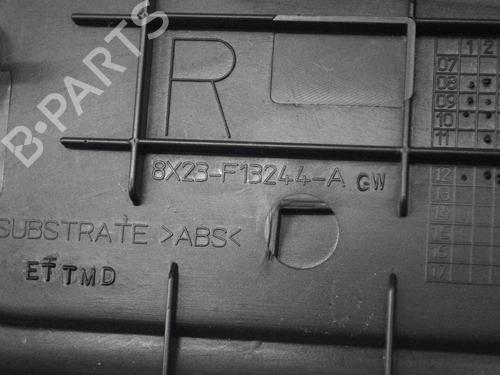 B-PARTS
R
1 2
07
08
09
10
11
12
13
14
15
16
17
8X23-F13244-A GW
SUBSTRATE >ABS<
ETTMD